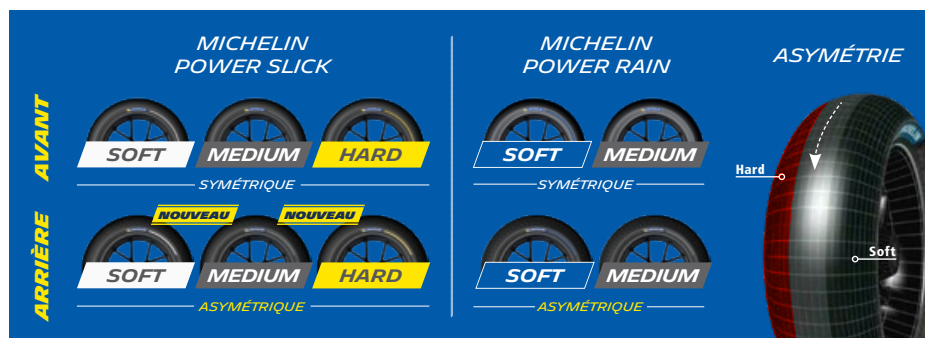 MICHELIN
POWER SLICK
MICHELIN
POWER RAIN
ASYMÉTRIE
AVANT
SOFT
MEDIUM
HARD
SOFT
MEDIUM
SYMÉTRIQUE
SYMÉTRIQUE
Hard
ARRIÈRE
NOUVEAU
NOUVEAU
SOFT
MEDIUM
HARD
SOFT
MEDIUM
Soft
ASYMÉTRIQUE
ASYMÉTRIQUE